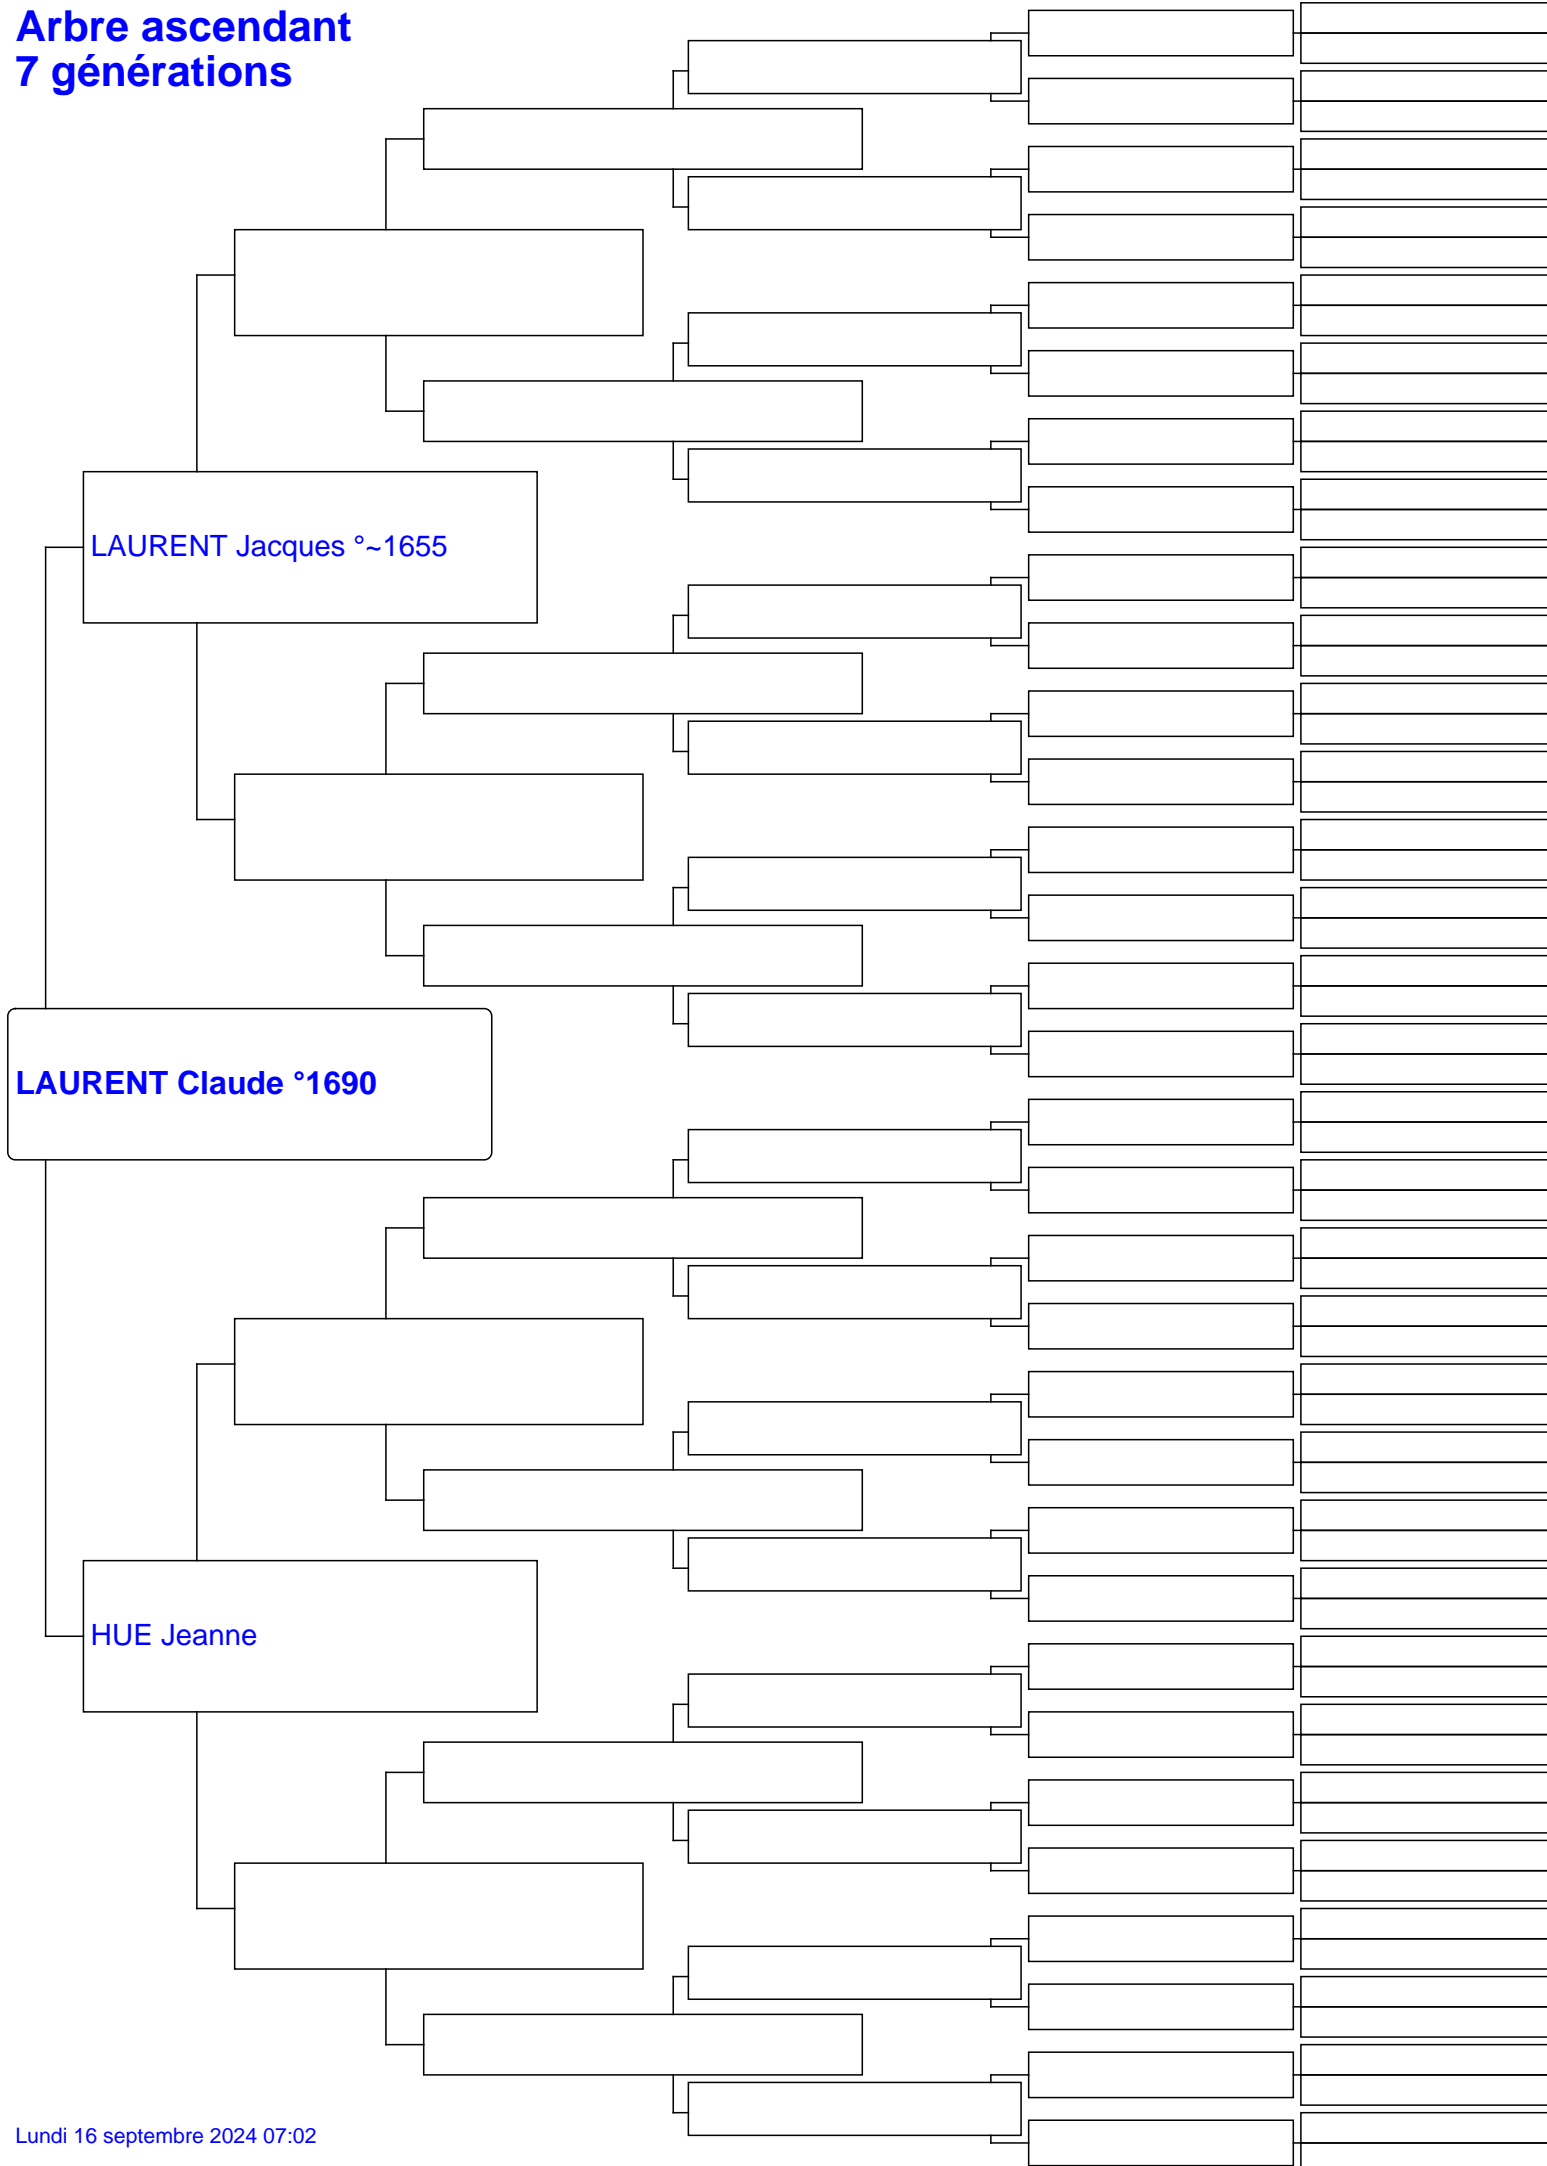 Arbre ascendant
7 générations
LAURENT Jacques °~1655
LAURENT Claude °1690
HUE Jeanne
Lundi 16 septembre 2024 07:02